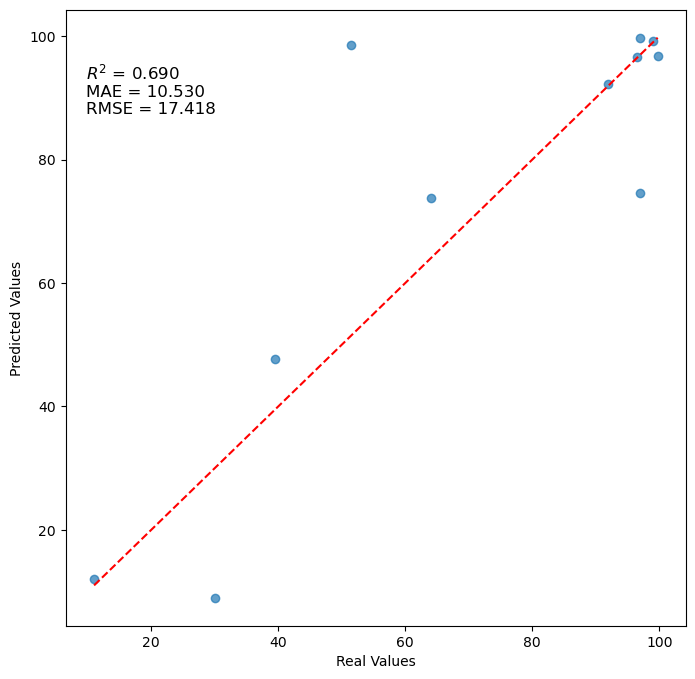 R² = 0.690
MAE = 10.530
RMSE = 17.418
100
80
60
40
20
Predicted Values
20 40 60 80 100
Real Values